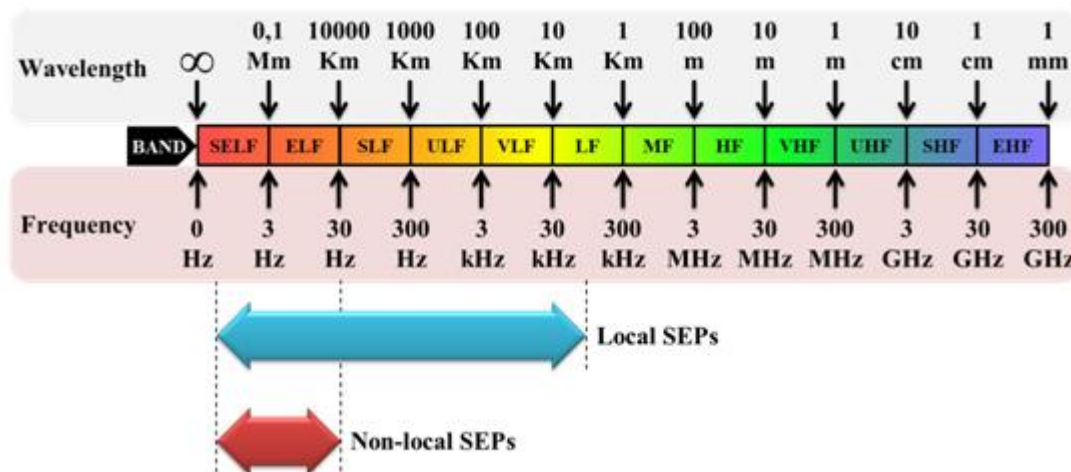 0,1 10000 1000 100 10 1 100 10 1 10 1 1
Wavelength ∞ Mm Km Km Km Km Km m m m cm cm mm
BAND SELF ELF SLF ULF VLF LF MF HF VHF UHF SHF EHF
Frequency 0 3 30 300 3 30 300 3 30 300 3 30 300
Hz Hz Hz Hz kHz kHz kHz MHz MHz MHz GHz GHz GHz
Local SEPs
Non-local SEPs